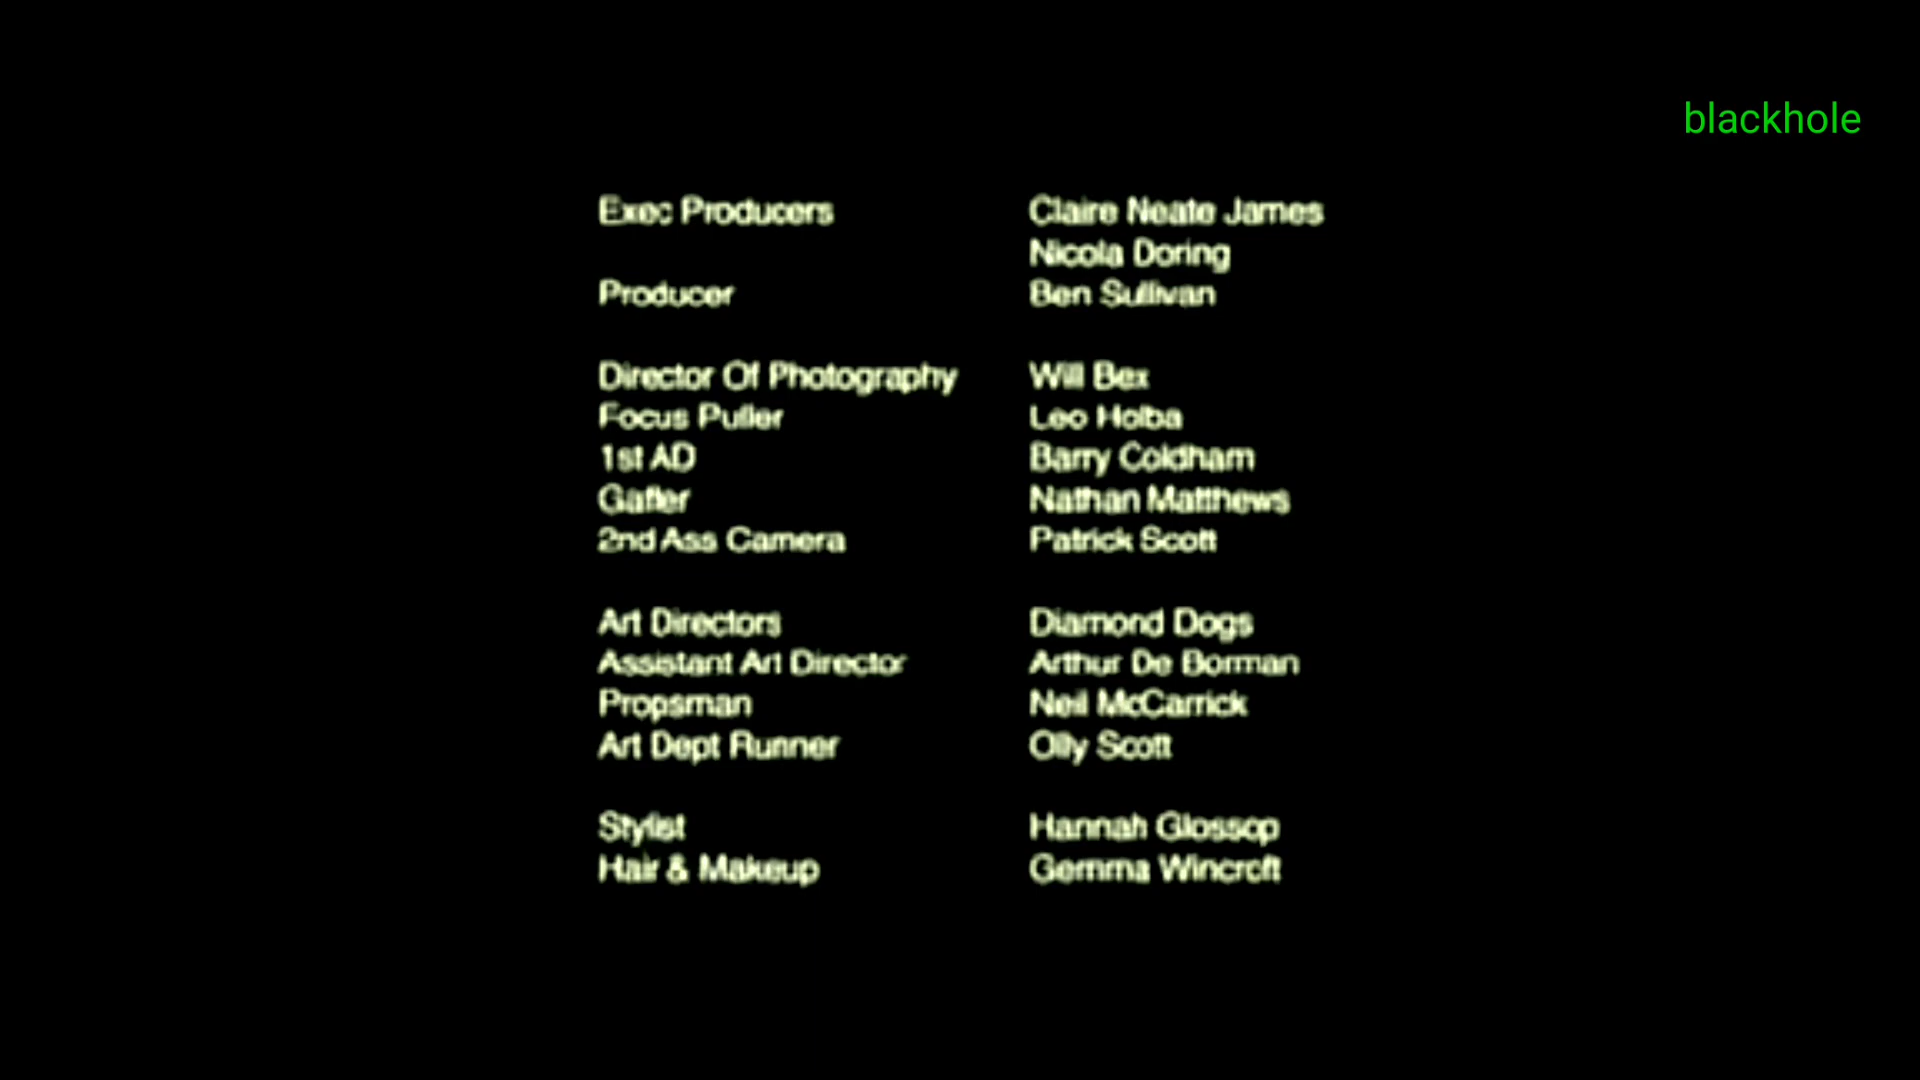 blackhole
Exec Producers Claire Neate James
Nicola Doring
Producer Ben Sullivan
Director Of Photography Will Bex
Focus Puller Leo Holba
1st AD Barry Coldham
Gaffer Nathan Matthews
2nd Ass Camera Patrick Scott
Art Directors Diamond Dogs
Assistant Art Director Arthur De Borman
Propsman Neil McCarrick
Art Dept Runner Olly Scott
Stylist Hannah Glossop
Hair & Makeup Gemma Wincroft